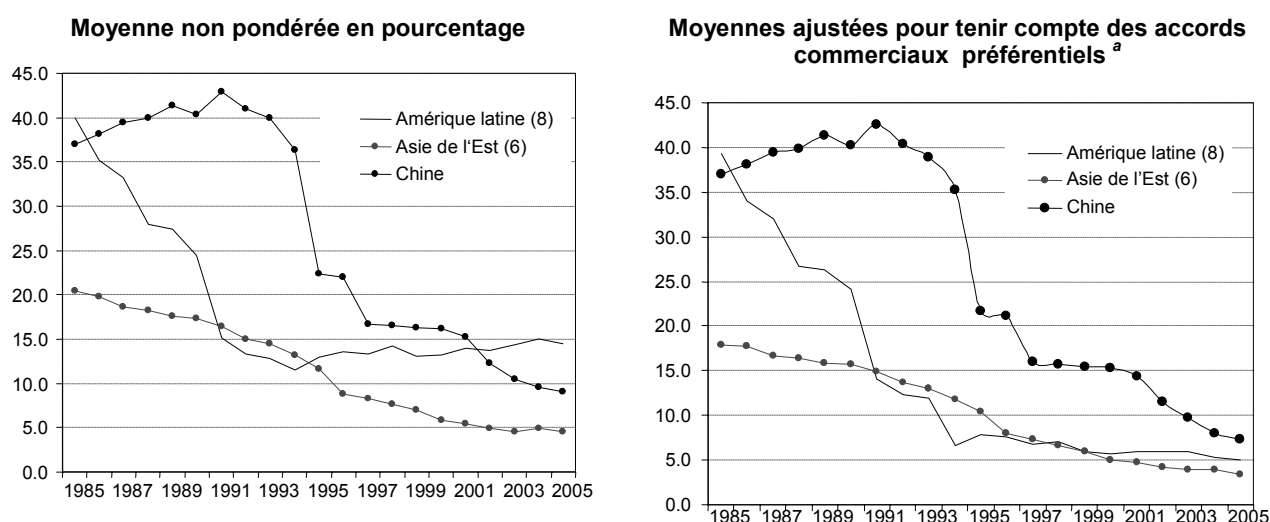 Moyenne non pondérée en pourcentage
45.0
40.0
35.0
30.0
25.0
20.0
15.0
10.0
5.0
0.0
Amérique latine (8)
Asie de l'Est (6)
Chine
1985 1987 1989 1991 1993 1995 1997 1999 2001 2003 2005
Moyennes ajustées pour tenir compte des accords
commerciaux préférentiels a
45.0
40.0
35.0
30.0
25.0
20.0
15.0
10.0
5.0
0.0
Amérique latine (8)
Asie de l'Est (6)
Chine
1985 1987 1989 1991 1993 1995 1997 1999 2001 2003 2005